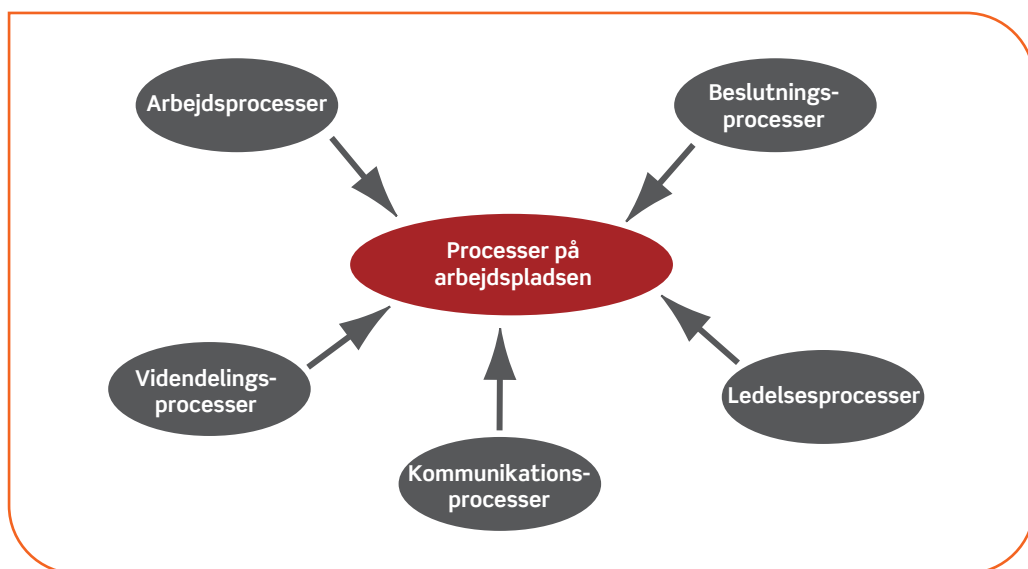 Arbejdsprocesser
Beslutnings-
processer
Processer på
arbejdspladsen
Videndelings-
processer
Ledelsesprocesser
Kommunikations-
processer